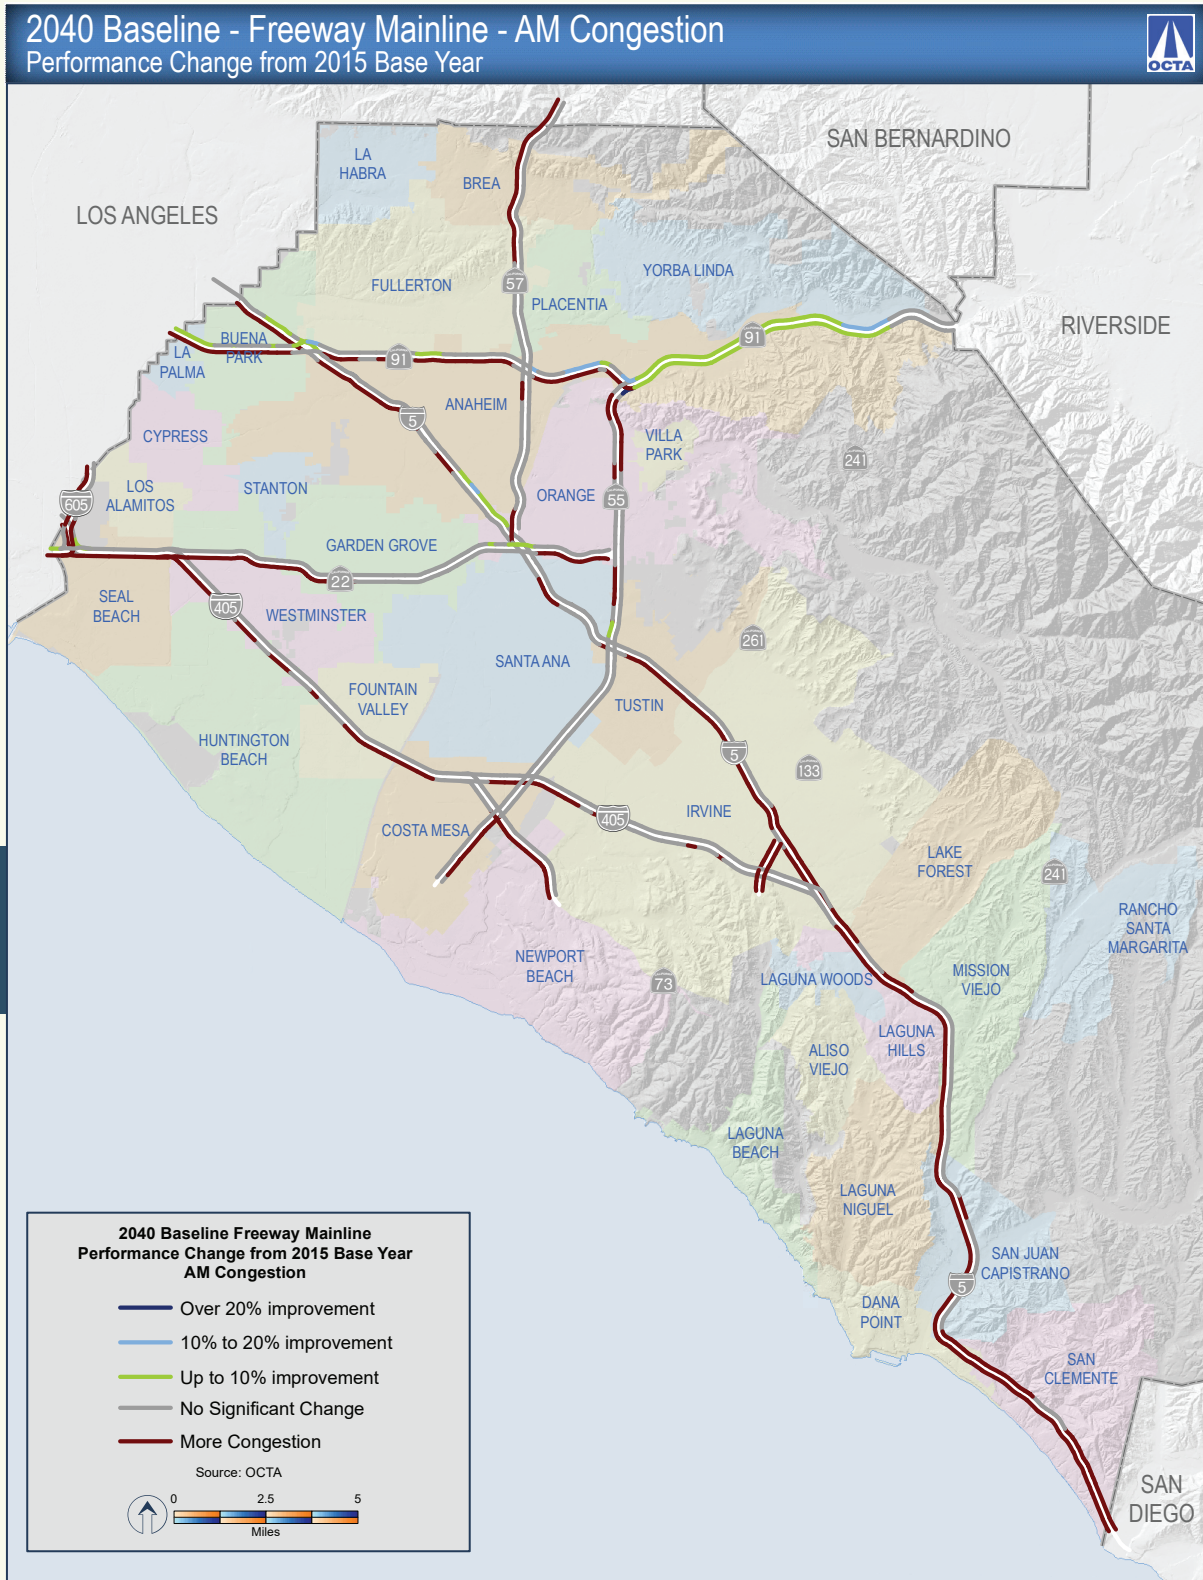 2040 Baseline - Freeway Mainline - AM Congestion
Performance Change from 2015 Base Year
OCTA
SAN BERNARDINO
LA
HABRA
BREA
LOS ANGELES
YORBA LINDA
FULLERTON
57
PLACENTIA
RIVERSIDE
BUENA
PARK
91
91
LA
PALMA
ANAHEIM
5
CYPRESS
VILLA
PARK
241
LOS
ALAMITOS
STANTON
ORANGE
55
605
GARDEN GROVE
22
SEAL
BEACH
405
WESTMINSTER
261
SANTA ANA
FOUNTAIN
VALLEY
TUSTIN
HUNTINGTON
BEACH
5
133
IRVINE
405
COSTA MESA
LAKE
FOREST
241
RANCHO
SANTA
MARGARITA
NEWPORT
BEACH
73
LAGUNA WOODS
MISSION
VIEJO
LAGUNA
HILLS
ALISO
VIEJO
LAGUNA
BEACH
LAGUNA
NIGUEL
SAN JUAN
CAPISTRANO
5
DANA
POINT
SAN
CLEMENTE
SAN
DIEGO
2040 Baseline Freeway Mainline
Performance Change from 2015 Base Year
AM Congestion
Over 20% improvement
10% to 20% improvement
Up to 10% improvement
No Significant Change
More Congestion
Source: OCTA
0 2.5 5
Miles